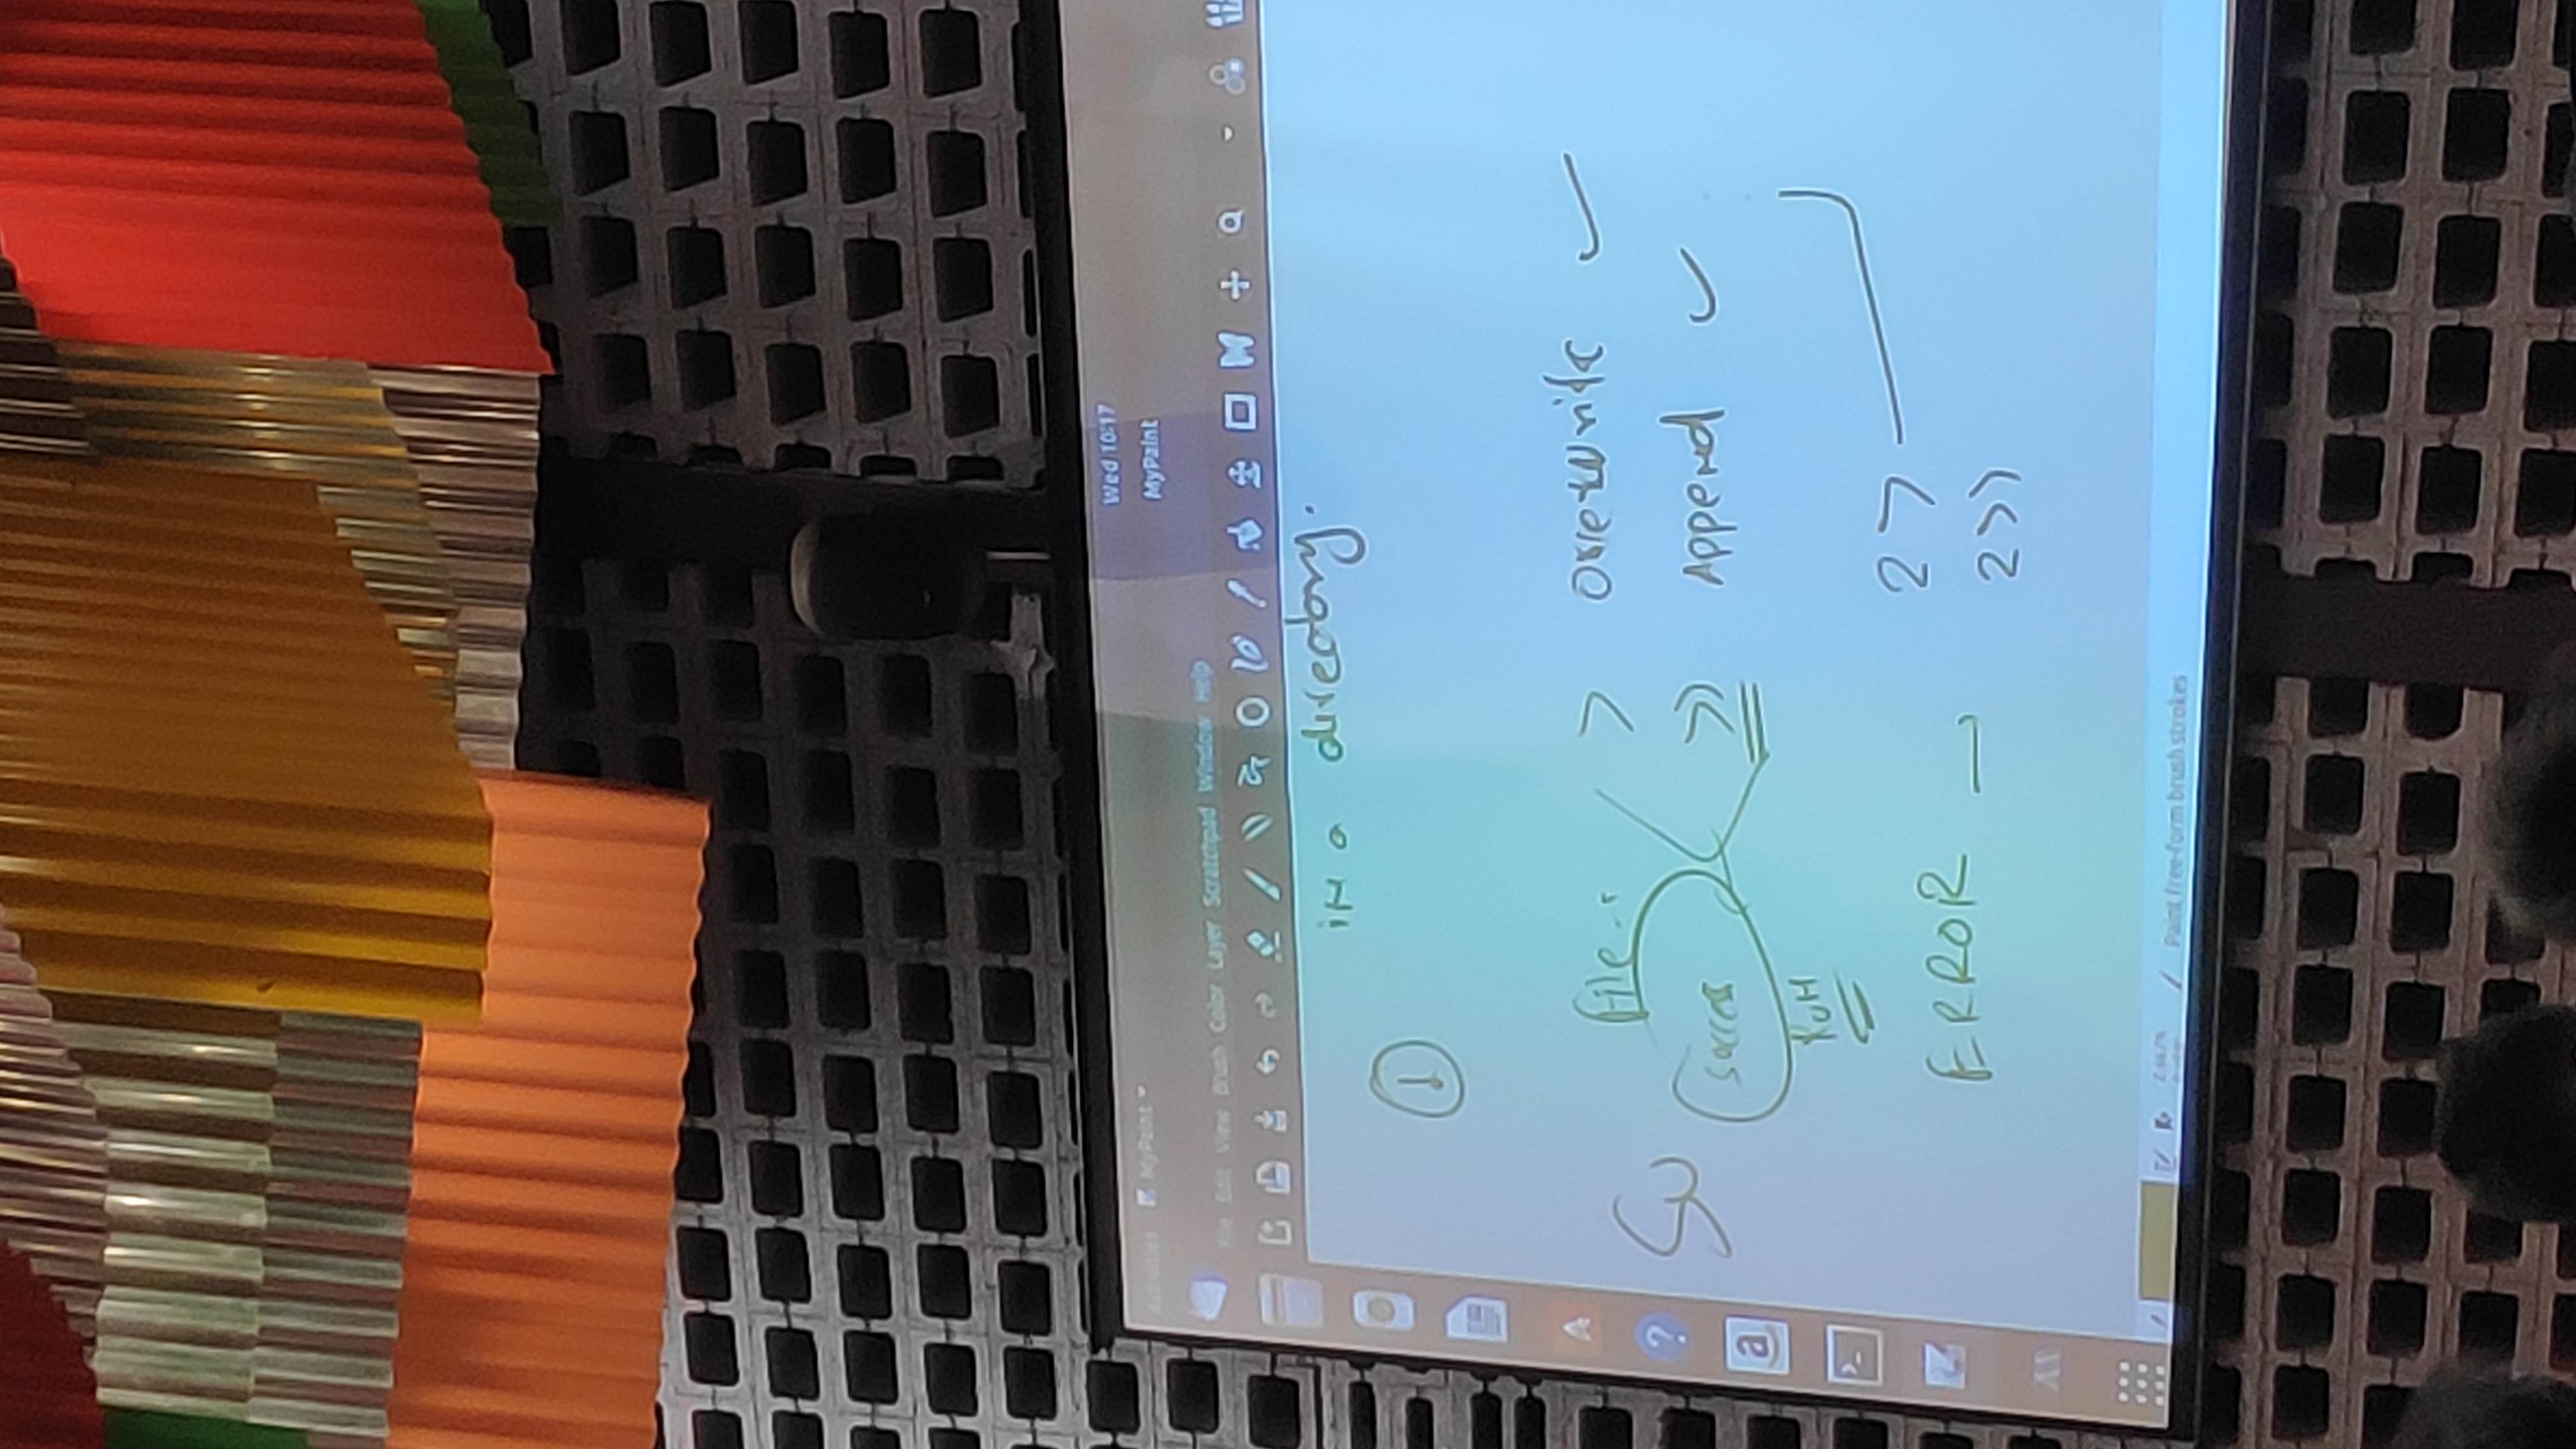 Wed 10:17
Activities MyPaint
MyPaint
File Edit View Brush Color Layer Scratchpad Window Help
in a directory.
1
File
> Overwrite
Su
success
>> Append
Run
2>
ERROR
2>>
Paint free-form brush strokes